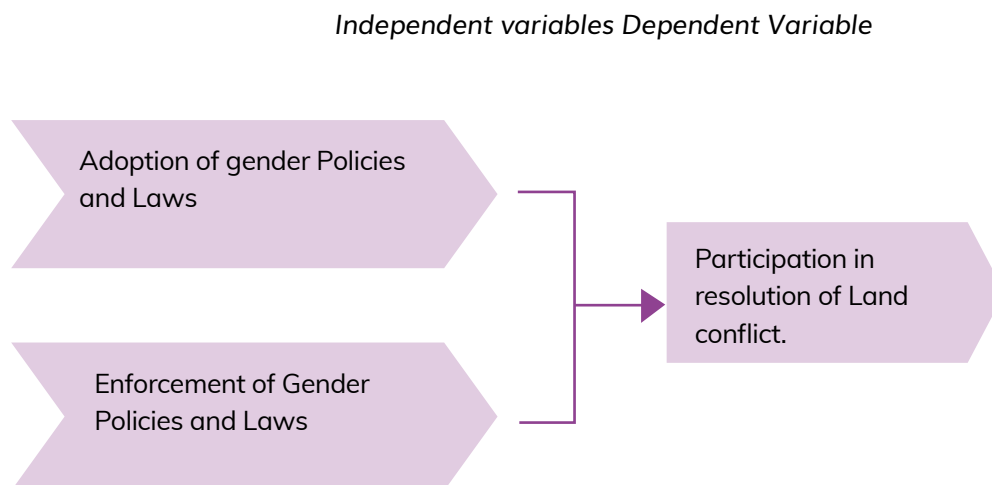 Independent variables Dependent Variable
Adoption of gender Policies
and Laws
Enforcement of Gender
Policies and Laws
Participation in
resolution of Land
conflict.